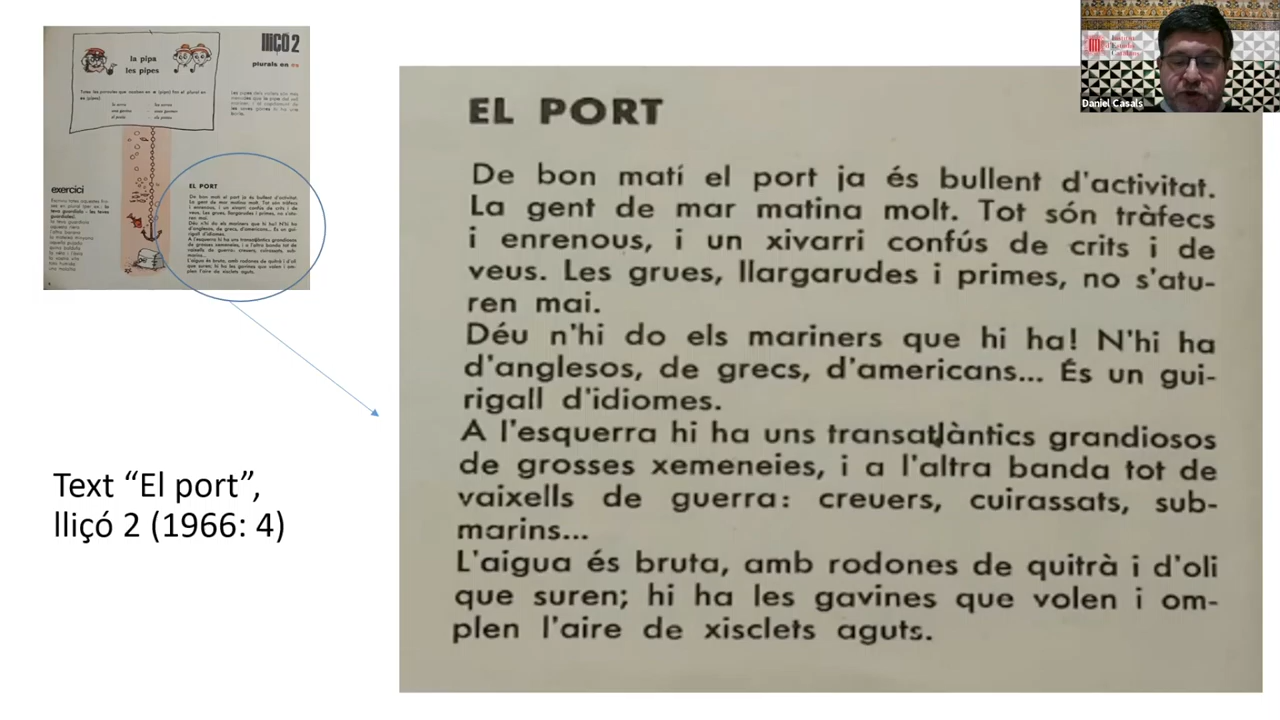 la pipa
les pipes
lliçó 2
plurals en es
exercici
EL PORT
De bon matí el port ja és bullent d'activitat.
La gent de mar matina molt. Tot són tràfecs
i enrenous, i un xivarri confús de crits i de
veus. Les grues, llargarudes i primes, no s'atu-
ren mai.
Déu n'hi do els mariners que hi ha! N'hi ha
d'anglesos, de grecs, d'americans... És un gui-
rigall d'idiomes.
A l'esquerra hi ha uns transatlàntics grandiosos
de grosses xemeneies, i a l'altra banda tot de
vaixells de guerra: creuers, cuirassats, sub-
marins...
L'aigua és bruta, amb rodones de quitrà i d'oli
que suren; hi ha les gavines que volen i om-
plen l'aire de xisclets aguts.
Text “El port”,
lliçó 2 (1966: 4)
Institut
d'Estudis
Catalans
Daniel Casals